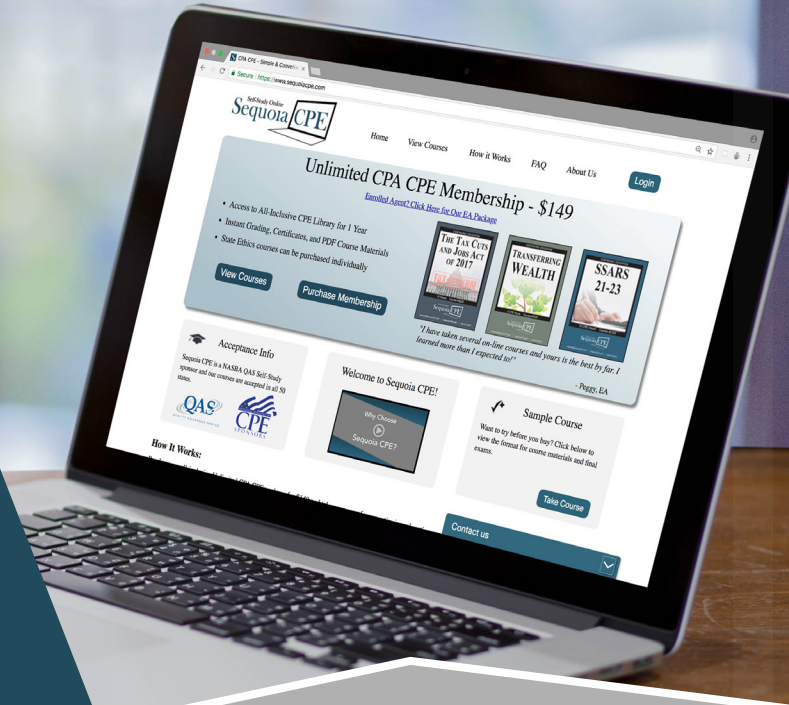 CPA CPE - Simple & Convenie
Secure https://www.sequoiacpe.com
Self-Study Online
Sequoia CPE
Home
View Courses
How it Works
FAQ
About Us
Login
Unlimited CPA CPE Membership - $149
Enrolled Agent? Click Here for Our EA Package
• Access to All-Inclusive CPE Library for 1 Year
• Instant Grading, Certificates, and PDF Course Materials
• State Ethics courses can be purchased individually
View Courses
Purchase Membership
THE TAX CUTS
AND JOBS ACT
OF 2017
Sequoia CPE
TRANSFERRING
WEALTH
Sequoia CPE
SSARS
21-23
Sequoia CPE
"I have taken several on-line courses and yours is the best by far. I
learned more than I expected to!"
- Peggy, EA
Acceptance Info
Sequoia CPE is a NASBA QAS Self-Study
sponsor and our courses are accepted in all 50
states.
QAS
CPE
SPONSORS
Welcome to Sequoia CPE!
Why Choose
Sequoia CPE?
Sample Course
Want to try before you buy? Click below to
view the format for course materials and final
exams.
Take Course
How It Works:
Contact us